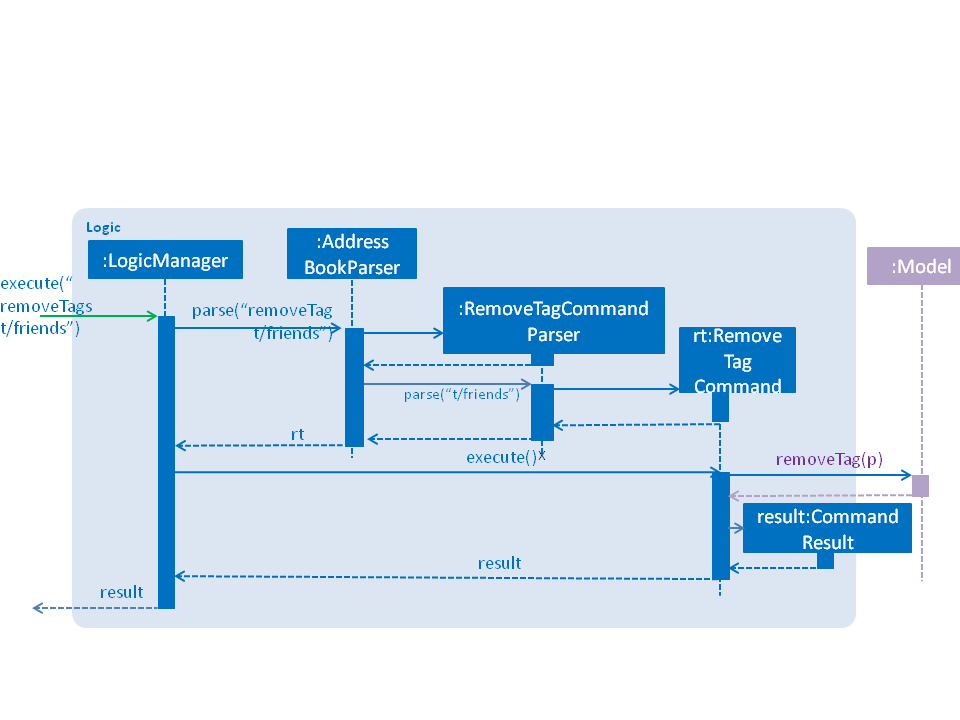 Logic
:LogicManager
:Address
BookParser
:Model
execute(“
removeTags
t/friends”)
parse(“removeTag
t/friends”)
:RemoveTagCommand
Parser
rt:Remove
Tag
Command
parse(“t/friends”)
rt
execute()
x
removeTag(p)
result:Command
Result
result
result